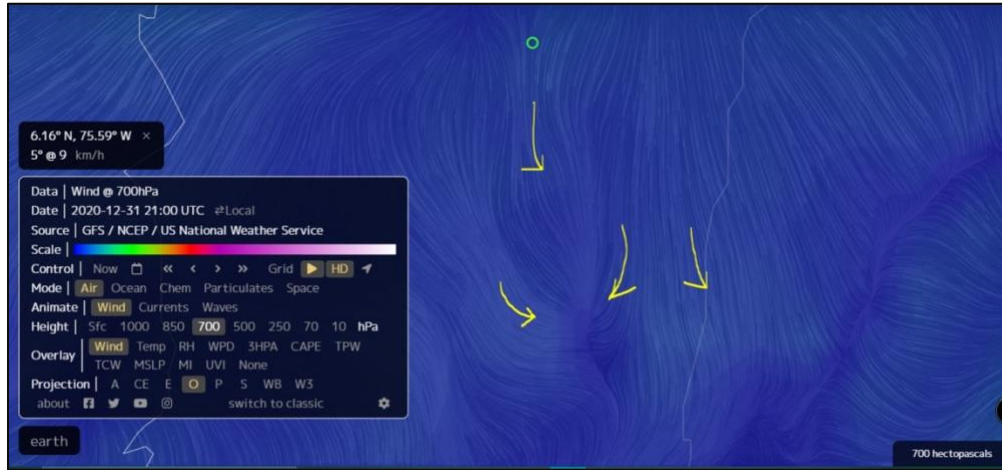 6.16° N, 75.59° W ×
5° @ 9 km/h
Data | Wind @ 700hPa
Date | 2020-12-31 21:00 UTC ⇄Local
Source | GFS / NCEP / US National Weather Service
Scale |
Control | Now « ‹ › » Grid HD
Mode | Air Ocean Chem Particulates Space
Animate | Wind Currents Waves
Height | Sfc 1000 850 700 500 250 70 10 hPa
Overlay | Wind Temp RH WPD 3HPA CAPE TPW
TCW MSLP MI UVI None
Projection | A CE E O P S WB W3
about switch to classic
earth
700 hectopascals